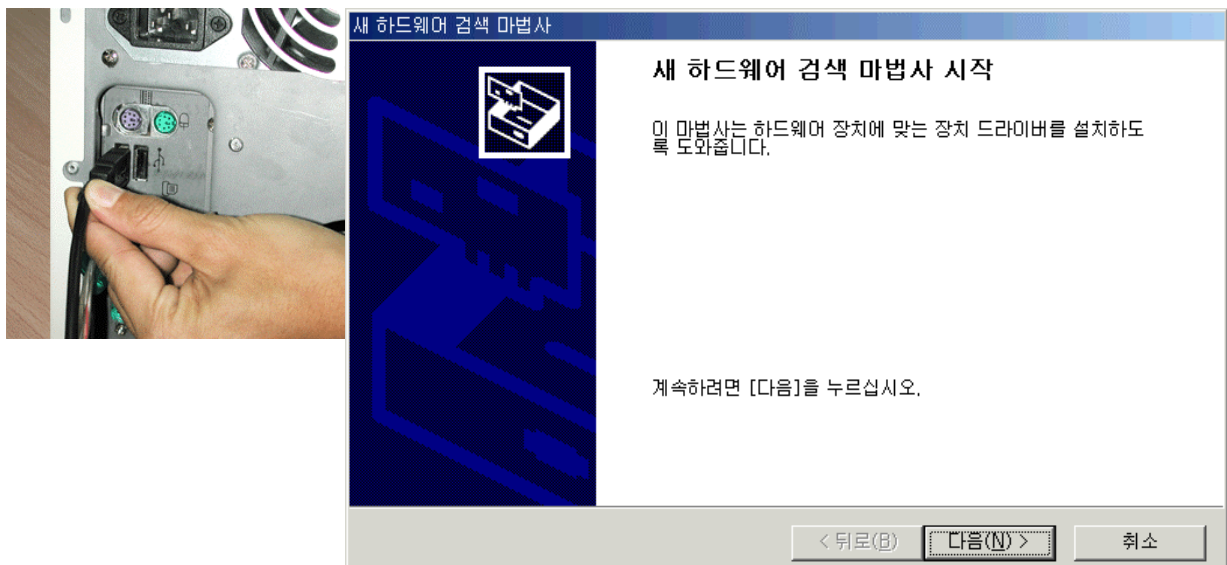 새 하드웨어 검색 마법사
새 하드웨어 검색 마법사 시작
이 마법사는 하드웨어 장치에 맞는 장치 드라이버를 설치하도
록 도와줍니다.
계속하려면 [다음]을 누르십시오.
< 뒤로(B)
다음(N) >
취소